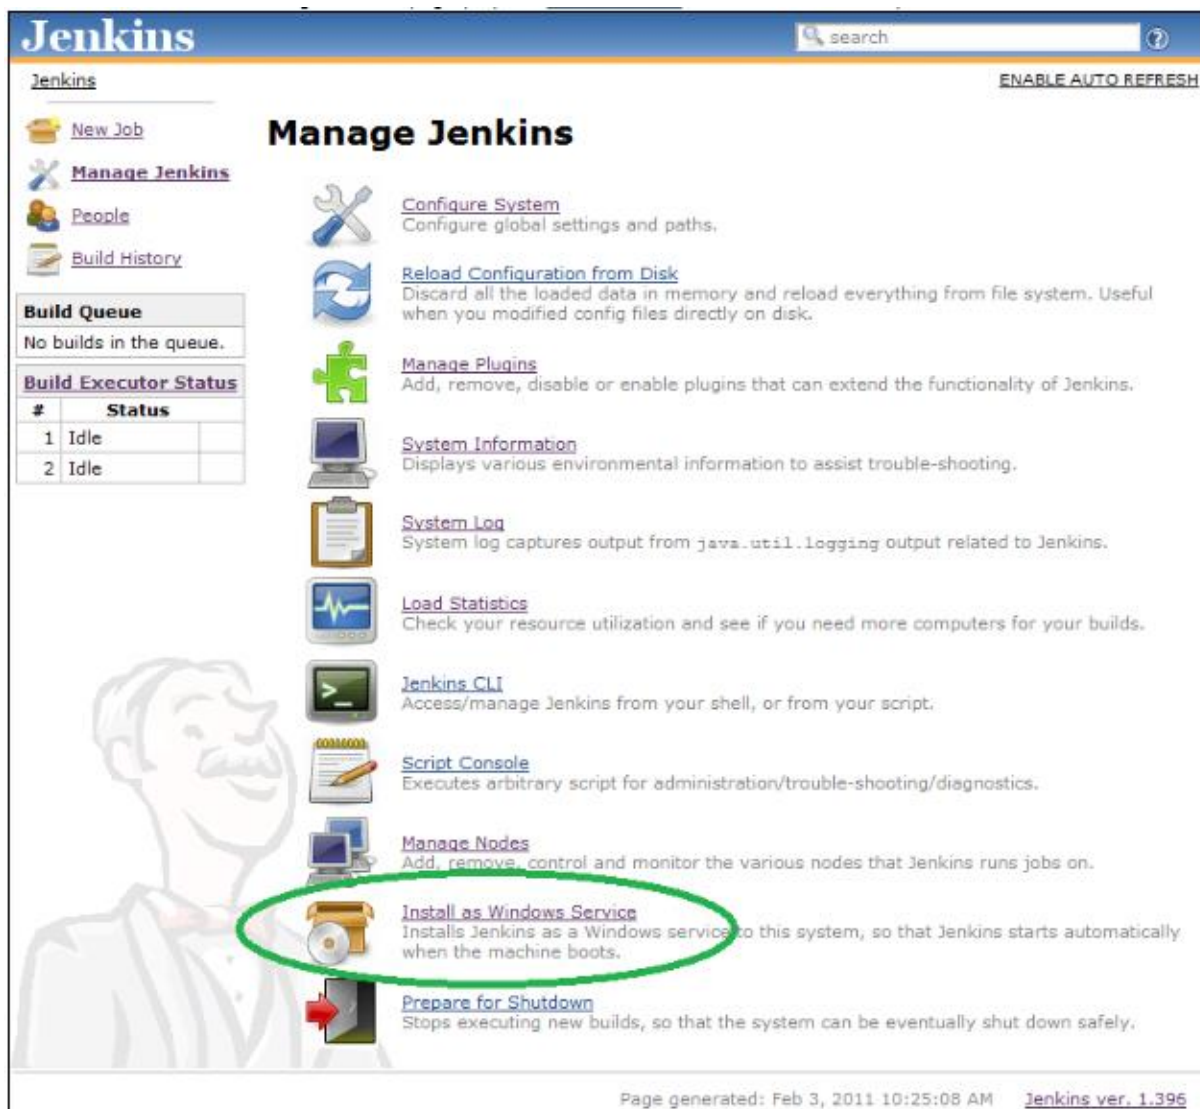 Jenkins
search
Jenkins
ENABLE AUTO REFRESH
New Job
Manage Jenkins
People
Build History
Build Queue
No builds in the queue.
Build Executor Status
# Status
1 Idle
2 Idle
Manage Jenkins
Configure System
Configure global settings and paths.
Reload Configuration from Disk
Discard all the loaded data in memory and reload everything from file system. Useful
when you modified config files directly on disk.
Manage Plugins
Add, remove, disable or enable plugins that can extend the functionality of Jenkins.
System Information
Displays various environmental information to assist trouble-shooting.
System Log
System log captures output from java.util.logging output related to Jenkins.
Load Statistics
Check your resource utilization and see if you need more computers for your builds.
Jenkins CLI
Access/manage Jenkins from your shell, or from your script.
Script Console
Executes arbitrary script for administration/trouble-shooting/diagnostics.
Manage Nodes
Add, remove, control and monitor the various nodes that Jenkins runs jobs on.
Install as Windows Service
Installs Jenkins as a Windows service to this system, so that Jenkins starts automatically
when the machine boots.
Prepare for Shutdown
Stops executing new builds, so that the system can be eventually shut down safely.
Page generated: Feb 3, 2011 10:25:08 AM Jenkins ver. 1.396